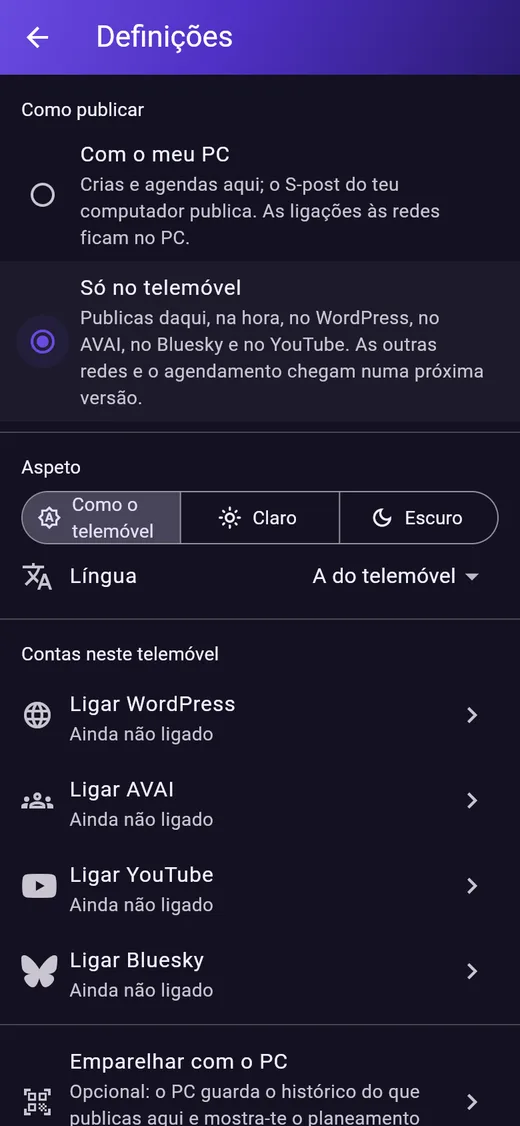 Definições
Como publicar
Com o meu PC
Crias e agendas aqui; o S-post do teu
computador publica. As ligações às redes
ficam no PC.
Só no telemóvel
Publicas daqui, na hora, no WordPress, no
AVAI, no Bluesky e no YouTube. As outras
redes e o agendamento chegam numa próxima
versão.
Aspeto
Como o
telemóvel
Claro
Escuro
Língua
A do telemóvel
Contas neste telemóvel
Ligar WordPress
Ainda não ligado
Ligar AVAI
Ainda não ligado
Ligar YouTube
Ainda não ligado
Ligar Bluesky
Ainda não ligado
Emparelhar com o PC
Opcional: o PC guarda o histórico do que
publicas aqui e mostra-te o planeamento